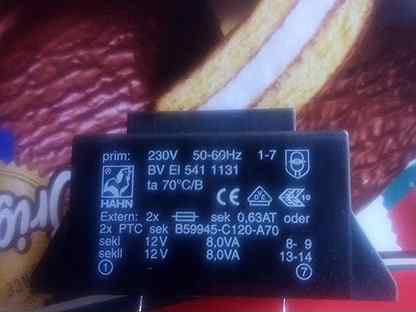 prim: 230V 50-60Hz 1-7
BV EI 541 1131
ta 70°C/B
HAHN
CE
10
Extern: 2x sek 0,63AT oder
2x PTC sek B59945-C120-A70
sekI 12V 8,0VA 8- 9
sekII 12V 8,0VA 13-14
1 7
Orig